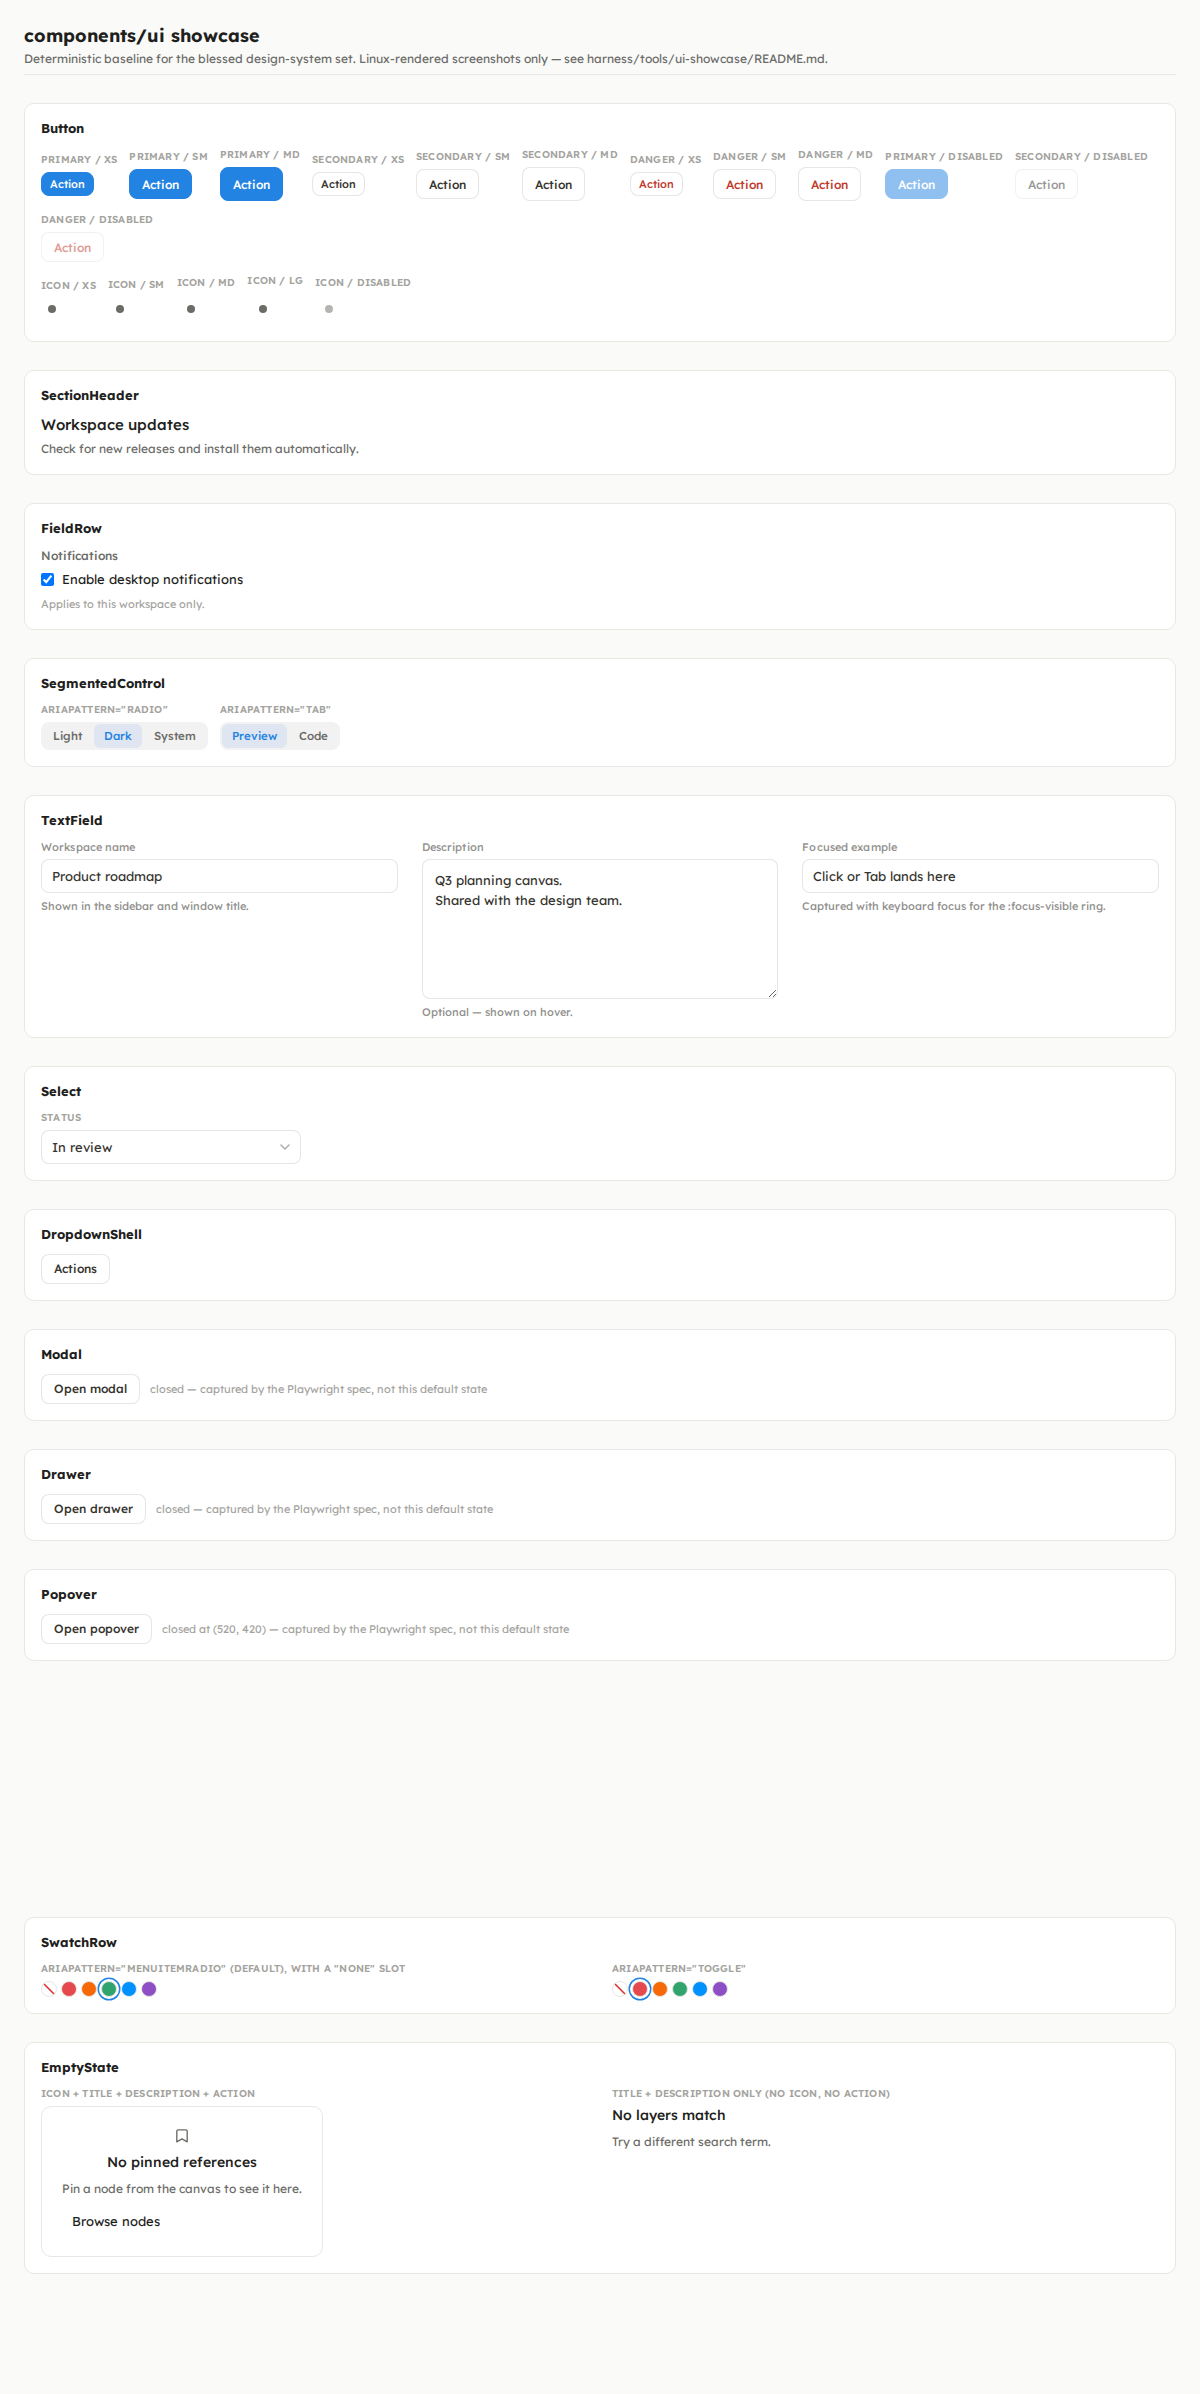 components/ui showcase
Deterministic baseline for the blessed design-system set. Linux-rendered screenshots only — see harness/tools/ui-showcase/README.md.
Button
PRIMARY / XS PRIMARY / SM PRIMARY / MD SECONDARY / XS SECONDARY / SM SECONDARY / MD DANGER / XS DANGER / SM DANGER / MD PRIMARY / DISABLED SECONDARY / DISABLED
Action Action Action Action Action Action Action Action Action Action Action
DANGER / DISABLED
Action
ICON / XS ICON / SM ICON / MD ICON / LG ICON / DISABLED
SectionHeader
Workspace updates
Check for new releases and install them automatically.
FieldRow
Notifications
Enable desktop notifications
Applies to this workspace only.
SegmentedControl
ARIAPATTERN="RADIO" ARIAPATTERN="TAB"
Light Dark System Preview Code
TextField
Workspace name Description Focused example
Product roadmap Q3 planning canvas. Click or Tab lands here
Shared with the design team.
Shown in the sidebar and window title. Captured with keyboard focus for the :focus-visible ring.
Optional — shown on hover.
Select
STATUS
In review
DropdownShell
Actions
Modal
Open modal closed — captured by the Playwright spec, not this default state
Drawer
Open drawer closed — captured by the Playwright spec, not this default state
Popover
Open popover closed at (520, 420) — captured by the Playwright spec, not this default state
SwatchRow
ARIAPATTERN="MENUITEMRADIO" (DEFAULT), WITH A "NONE" SLOT ARIAPATTERN="TOGGLE"
EmptyState
ICON + TITLE + DESCRIPTION + ACTION TITLE + DESCRIPTION ONLY (NO ICON, NO ACTION)
No layers match
Try a different search term.
No pinned references
Pin a node from the canvas to see it here.
Browse nodes